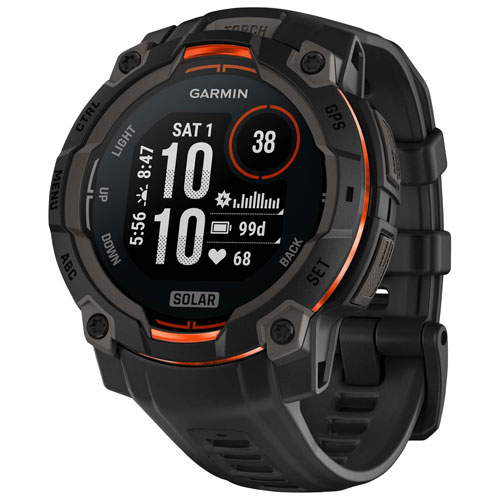 TORCH
GARMIN
CTRL
LIGHT
GPS
SAT 1
38
MENU
UP
5:56
8:47
10
10
99d
68
DOWN
BACK
ABC
SET
SOLAR